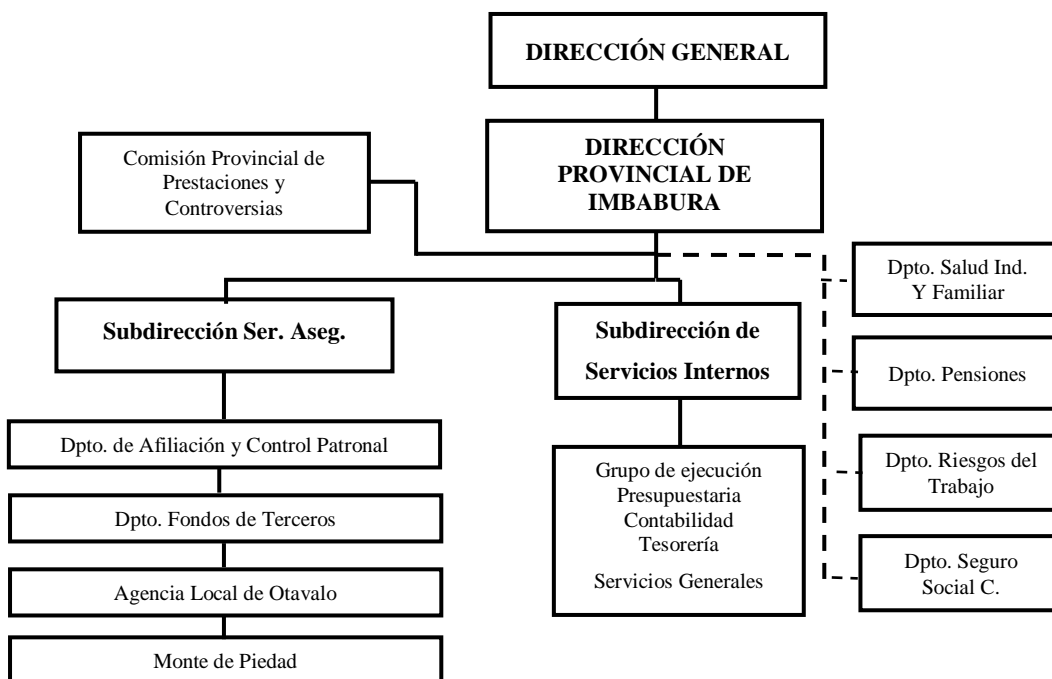 DIRECCIÓN GENERAL
DIRECCIÓN
PROVINCIAL DE
IMBABURA
Comisión Provincial de
Prestaciones y
Controversias
Dpto. Salud Ind.
Y Familiar
Subdirección Ser. Aseg.
Subdirección de
Servicios Internos
Dpto. Pensiones
Dpto. de Afiliación y Control Patronal
Dpto. Fondos de Terceros
Agencia Local de Otavalo
Monte de Piedad
Grupo de ejecución
Presupuestaria
Contabilidad
Tesorería
Servicios Generales
Dpto. Riesgos del
Trabajo
Dpto. Seguro
Social C.